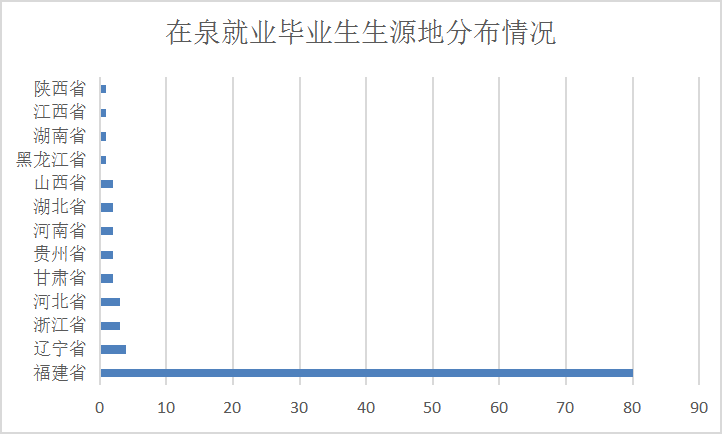 在泉就业毕业生生源地分布情况
陕西省
江西省
湖南省
黑龙江省
山西省
湖北省
河南省
贵州省
甘肃省
河北省
浙江省
辽宁省
福建省
0 10 20 30 40 50 60 70 80 90